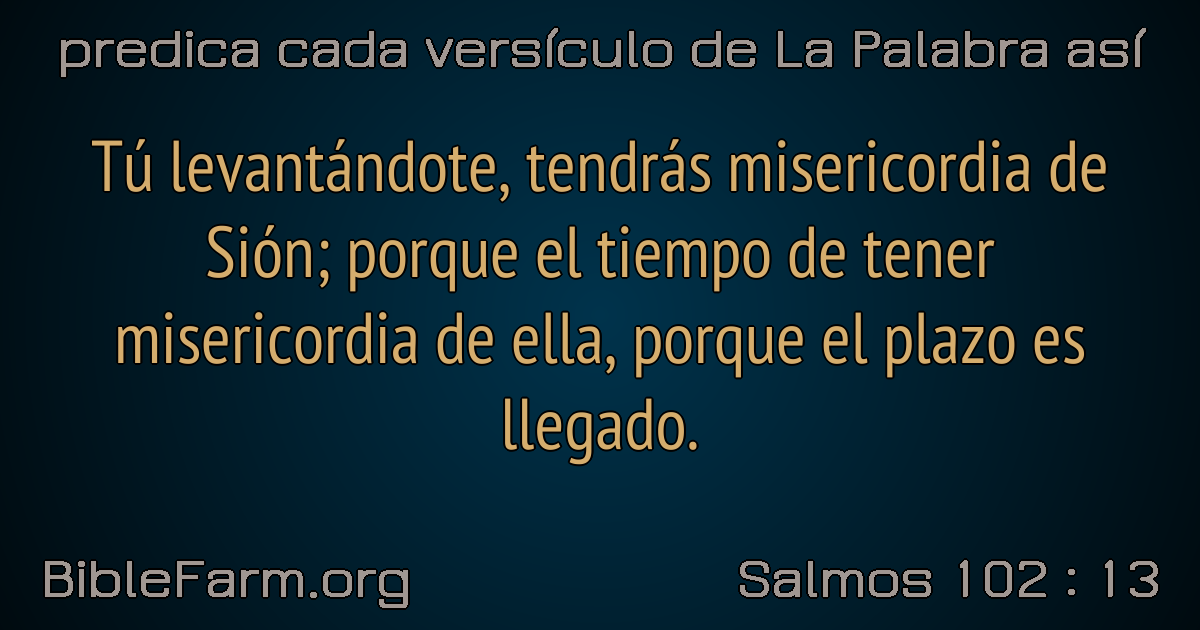 predica cada versículo de La Palabra así
Tú levantándote, tendrás misericordia de
Sión; porque el tiempo de tener
misericordia de ella, porque el plazo es
llegado.
BibleFarm.org
Salmos 102 : 13